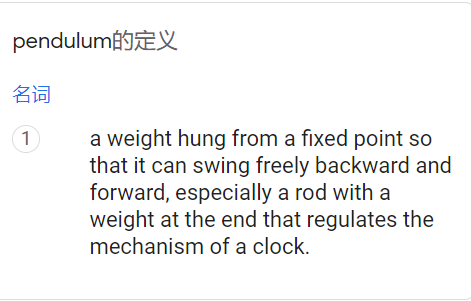 pendulum的定义
名词
1
a weight hung from a fixed point so
that it can swing freely backward and
forward, especially a rod with a
weight at the end that regulates the
mechanism of a clock.